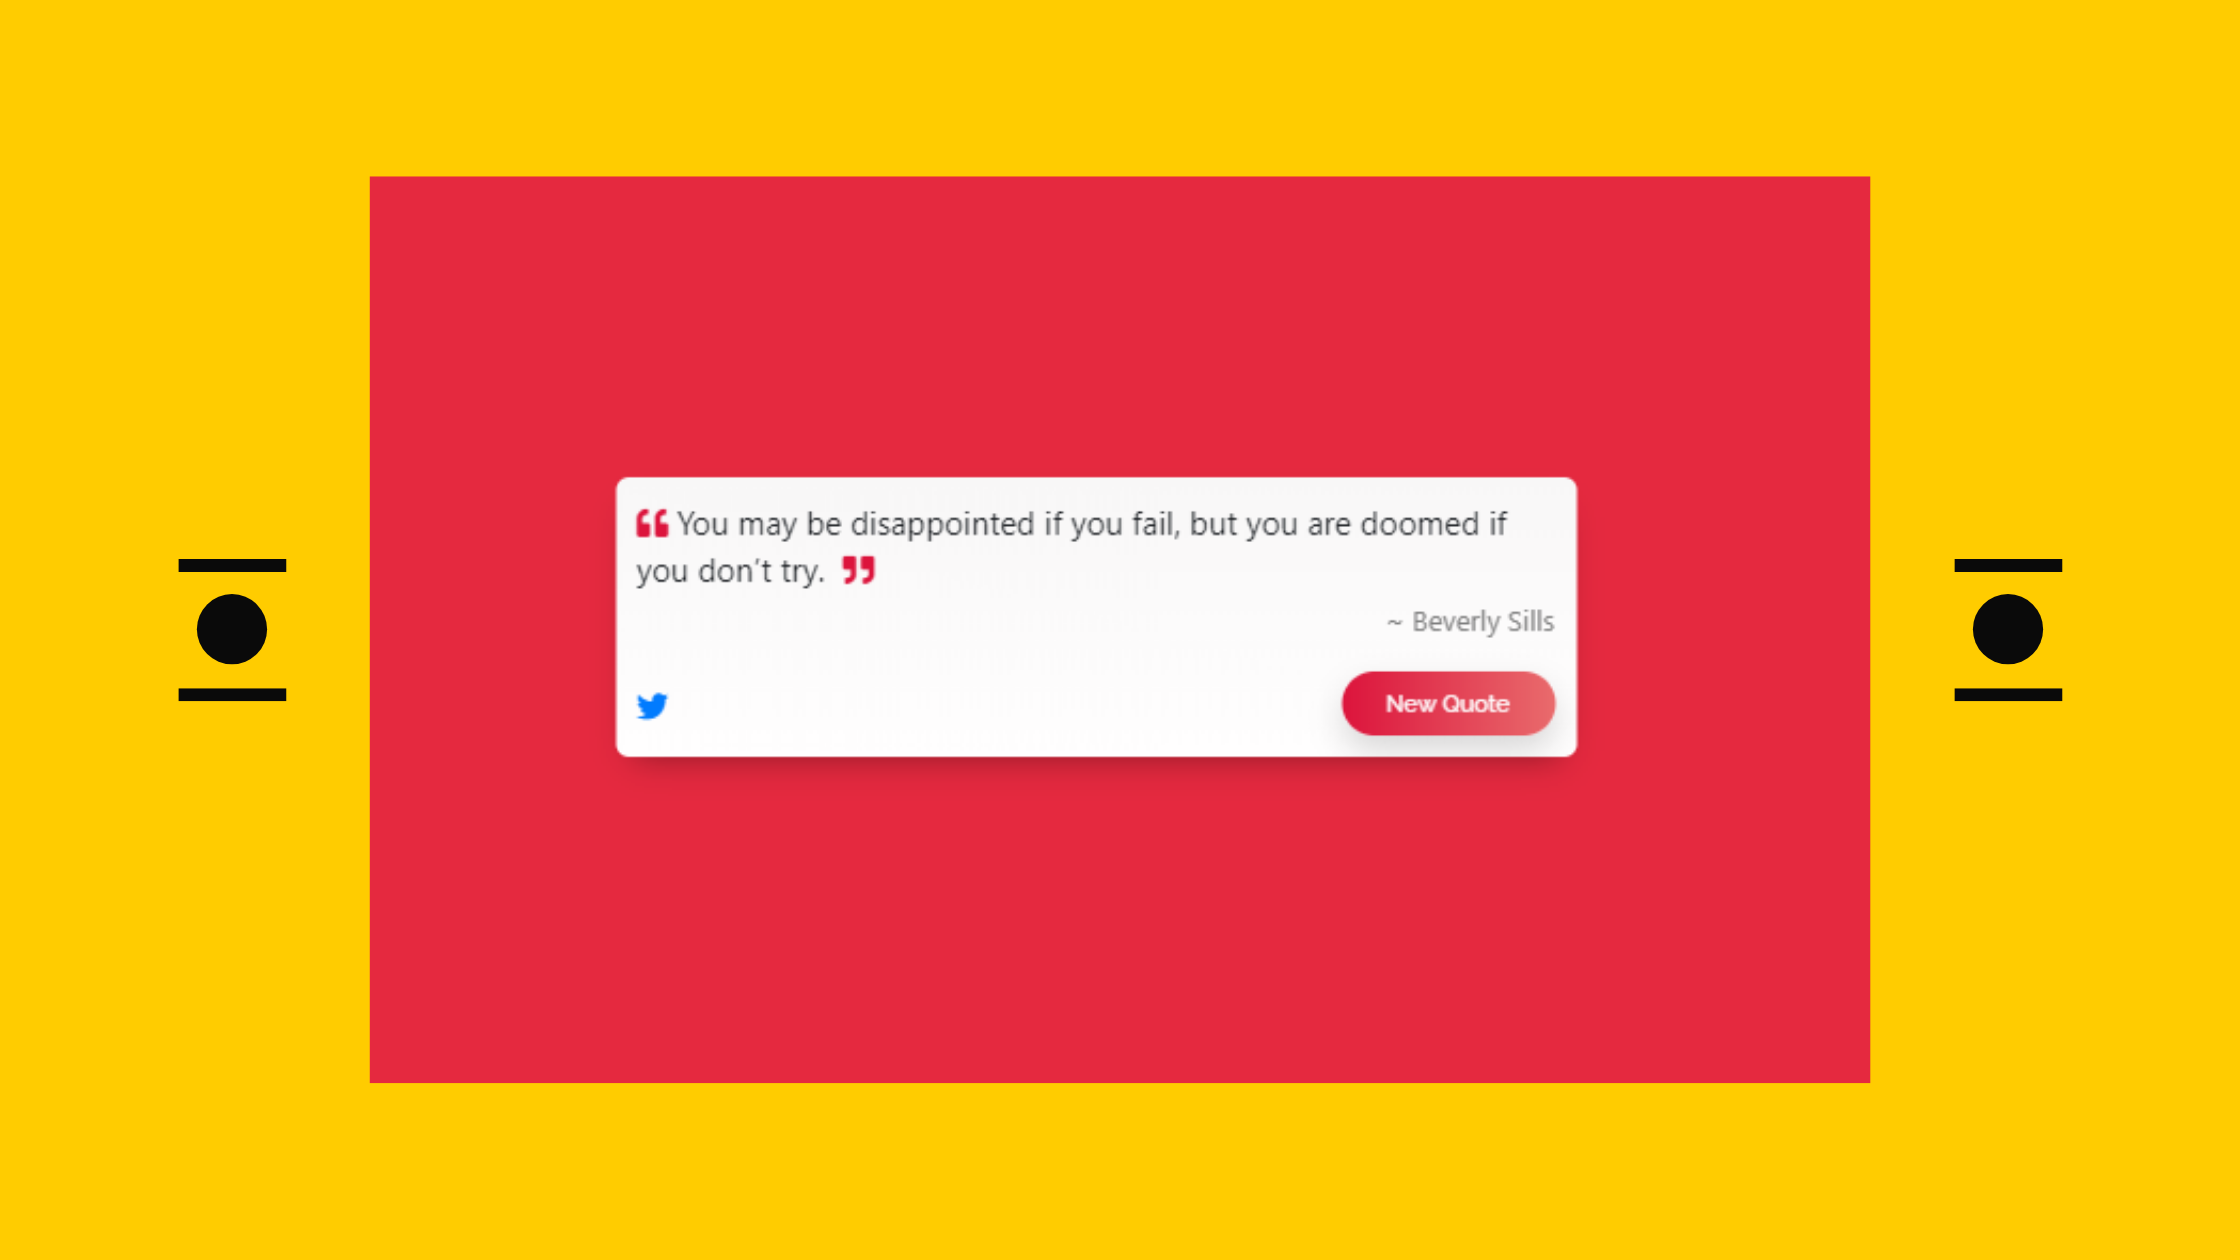 ❝ You may be disappointed if you fail, but you are doomed if
you don't try. ❞
~ Beverly Sills
New Quote